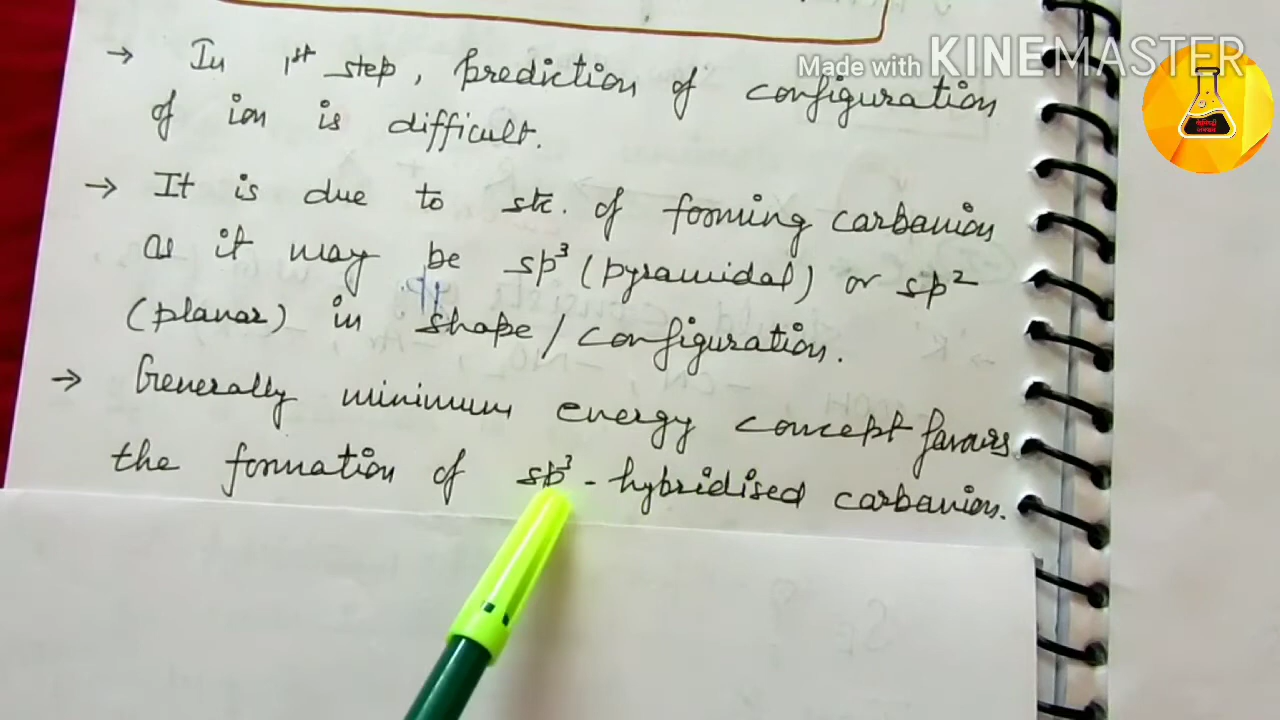 Made with KINEMASTER
→ In 1st step, prediction of configuration
of ion is difficult.
→ It is due to stc. of forming carbanion
as it may be sp³ (pyramidal) or sp²
(planar) in shape/configuration.
→ Generally minimum energy concept favours
the formation of sp³-hybridised carbanion.